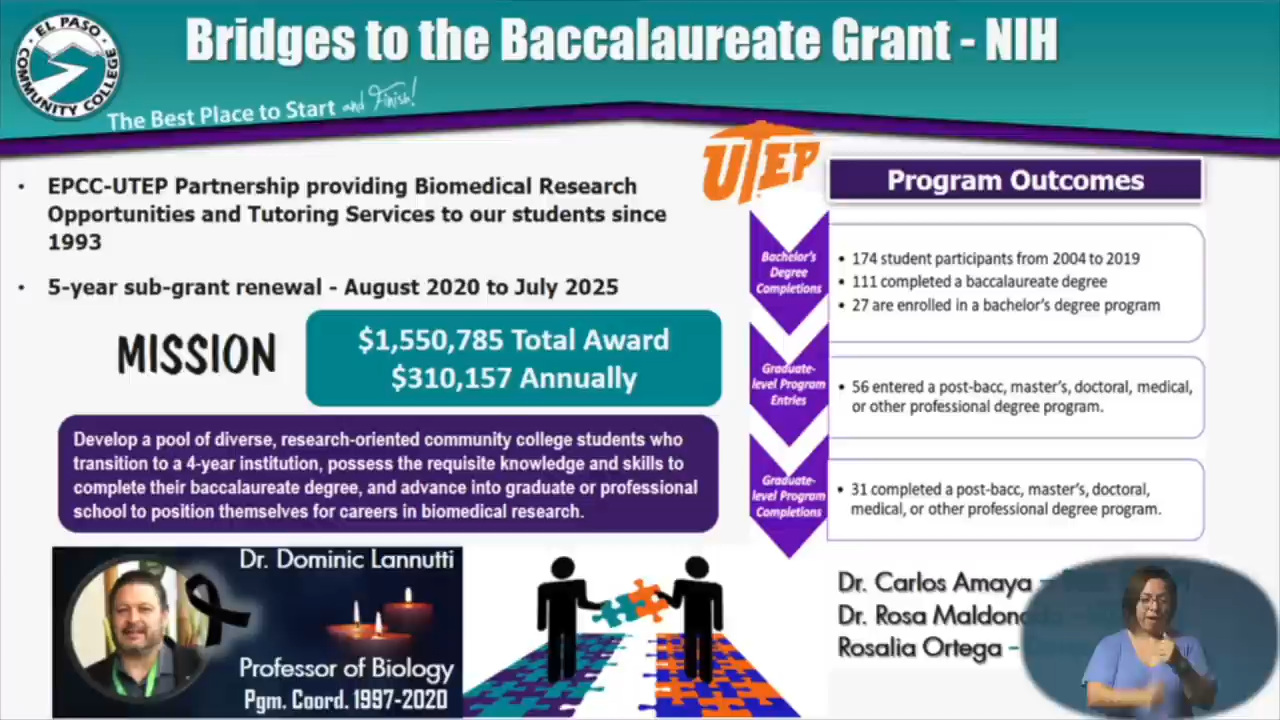 EL PASO
COMMUNITY COLLEGE
Bridges to the Baccalaureate Grant - NIH
The Best Place to Start and Finish!
• EPCC-UTEP Partnership providing Biomedical Research
Opportunities and Tutoring Services to our students since
1993
• 5-year sub-grant renewal - August 2020 to July 2025
MISSION
$1,550,785 Total Award
$310,157 Annually
Develop a pool of diverse, research-oriented community college students who
transition to a 4-year institution, possess the requisite knowledge and skills to
complete their baccalaureate degree, and advance into graduate or professional
school to position themselves for careers in biomedical research.
Dr. Dominic Lannutti
Professor of Biology
Pgm. Coord. 1997-2020
UTEP
Program Outcomes
Bachelor's
Degree
Completions
• 174 student participants from 2004 to 2019
• 111 completed a baccalaureate degree
• 27 are enrolled in a bachelor's degree program
Graduate-
level Program
Entries
• 56 entered a post-bacc, master's, doctoral, medical,
or other professional degree program.
Graduate-
level Program
Completions
• 31 completed a post-bacc, master's, doctoral,
medical, or other professional degree program.
Dr. Carlos Amaya -
Dr. Rosa
Rosalia Ortega -